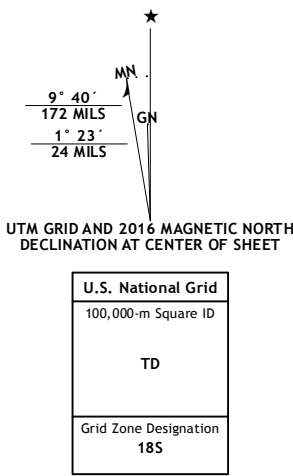 ★
MN
GN
9° 40´
172 MILS
1° 23´
24 MILS
UTM GRID AND 2016 MAGNETIC NORTH
DECLINATION AT CENTER OF SHEET
U.S. National Grid
100,000-m Square ID
TD
Grid Zone Designation
18S